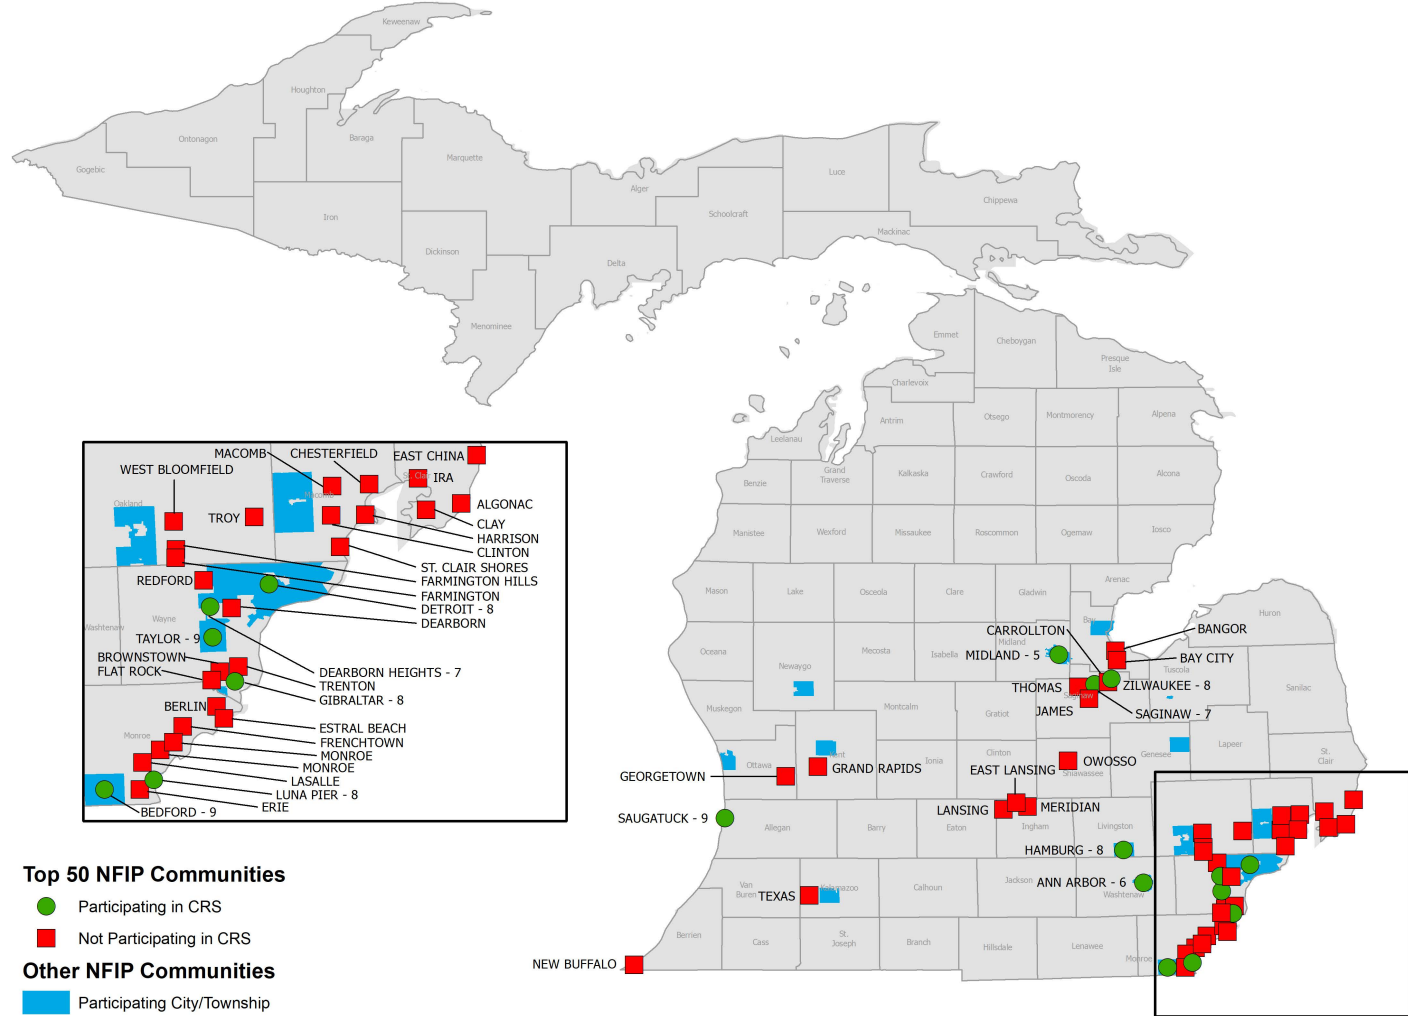 Keweenaw
Houghton
Ontonagon
Baraga
Gogebic
Marquette
Iron
Alger
Luce
Schoolcraft
Chippewa
Mackinac
Dickinson
Delta
Menominee
Emmet
Cheboygan
Presque
Isle
Charlevoix
Antrim
Otsego
Montmorency
Alpena
Leelanau
Grand
Traverse
Kalkaska
Crawford
Oscoda
Alcona
Benzie
Manistee
Wexford
Missaukee
Roscommon
Ogemaw
Iosco
Arenac
Mason
Lake
Osceola
Clare
Gladwin
Huron
Bay
CARROLLTON
BANGOR
Oceana
Newaygo
Mecosta
Isabella
Midland
MIDLAND - 5
BAY CITY
Tuscola
Sanilac
THOMAS
Saginaw
ZILWAUKEE - 8
JAMES
SAGINAW - 7
Muskegon
Montcalm
Gratiot
Genesee
Lapeer
St.
Clair
Ottawa
Kent
Ionia
Clinton
Shiawassee
OWOSSO
GEORGETOWN
GRAND RAPIDS
EAST LANSING
LANSING
MERIDIAN
SAUGATUCK - 9
Allegan
Barry
Eaton
Ingham
Livingston
HAMBURG - 8
ANN ARBOR - 6
Van
Buren
TEXAS
Kalamazoo
Calhoun
Jackson
Washtenaw
Berrien
Cass
St.
Joseph
Branch
Hillsdale
Lenawee
Monroe
NEW BUFFALO
MACOMB
CHESTERFIELD
EAST CHINA
WEST BLOOMFIELD
St. Clair
IRA
Oakland
Macomb
TROY
ALGONAC
CLAY
HARRISON
CLINTON
ST. CLAIR SHORES
REDFORD
FARMINGTON HILLS
FARMINGTON
DETROIT - 8
DEARBORN
Washtenaw
Wayne
TAYLOR - 9
BROWNSTOWN
FLAT ROCK
DEARBORN HEIGHTS - 7
TRENTON
GIBRALTAR - 8
BERLIN
ESTRAL BEACH
FRENCHTOWN
Monroe
MONROE
MONROE
LASALLE
LUNA PIER - 8
ERIE
BEDFORD - 9
Top 50 NFIP Communities
Participating in CRS
Not Participating in CRS
Other NFIP Communities
Participating City/Township